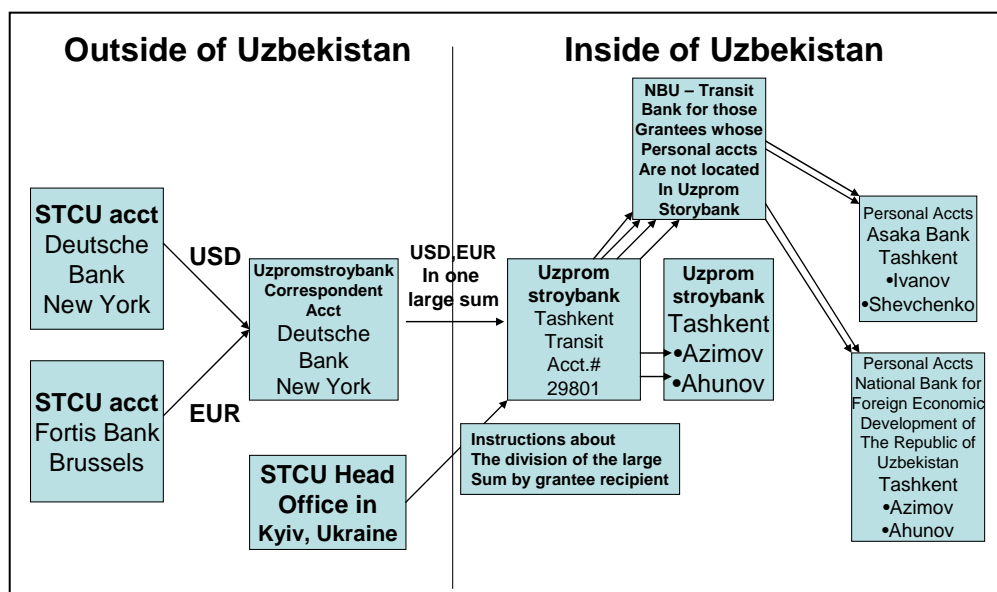 Outside of Uzbekistan
STCU acct
Deutsche
Bank
New York
USD
STCU acct
Fortis Bank
Brussels
EUR
Uzpromstroybank
Correspondent
Acct
Deutsche
Bank
New York
USD,EUR
In one
large sum
STCU Head
Office in
Kyiv, Ukraine
Inside of Uzbekistan
NBU – Transit
Bank for those
Grantees whose
Personal accts
Are not located
In Uzprom
Storybank
Uzprom
stroybank
Tashkent
Transit
Acct.#
29801
Uzprom
stroybank
Tashkent
•Azimov
•Ahunov
Instructions about
The division of the large
Sum by grantee recipient
Personal Accts
Asaka Bank
Tashkent
•Ivanov
•Shevchenko
Personal Accts
National Bank for
Foreign Economic
Development of
The Republic of
Uzbekistan
Tashkent
•Azimov
•Ahunov